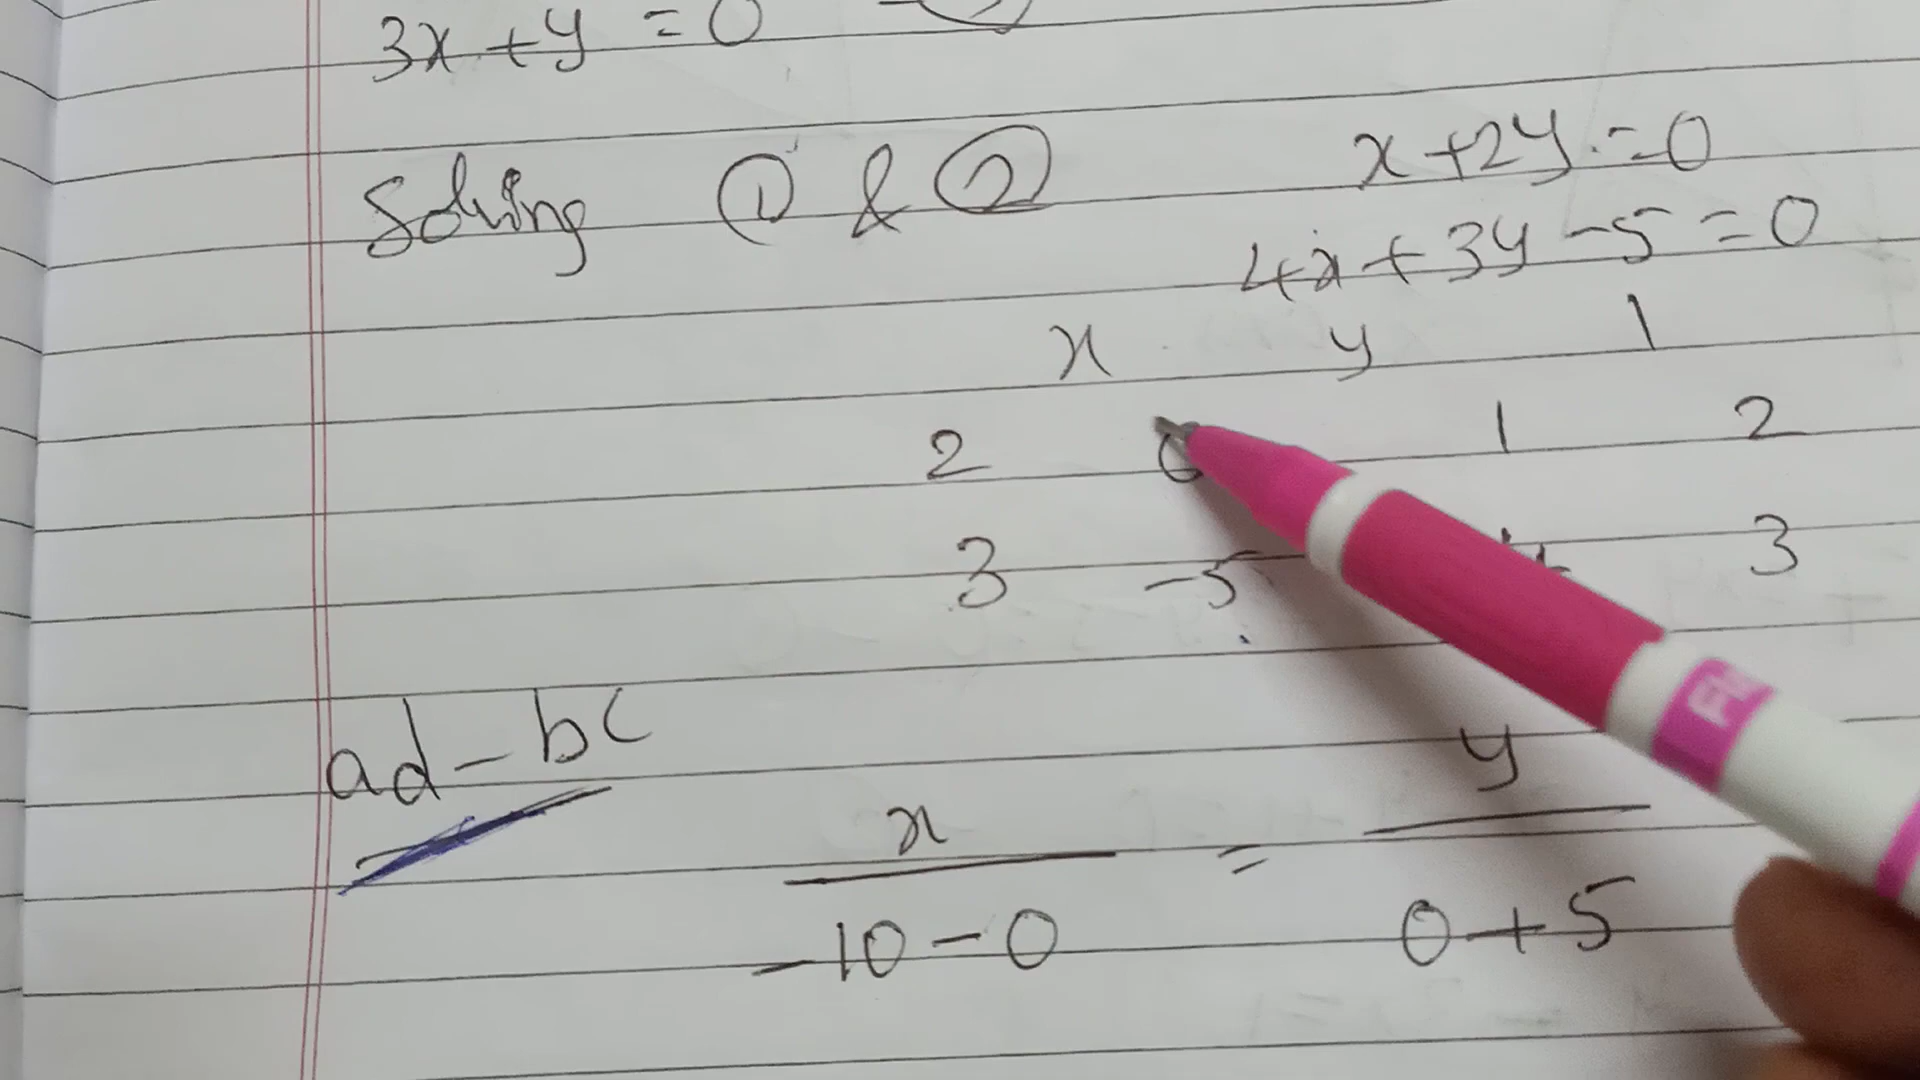 3x + y = 0
Solving ① & ②
x + 2y = 0
4x + 3y - 5 = 0
x y 1
2 0 1 2
3 -5 4 3
ad - bc
x / -10 - 0 = y / 0 + 5